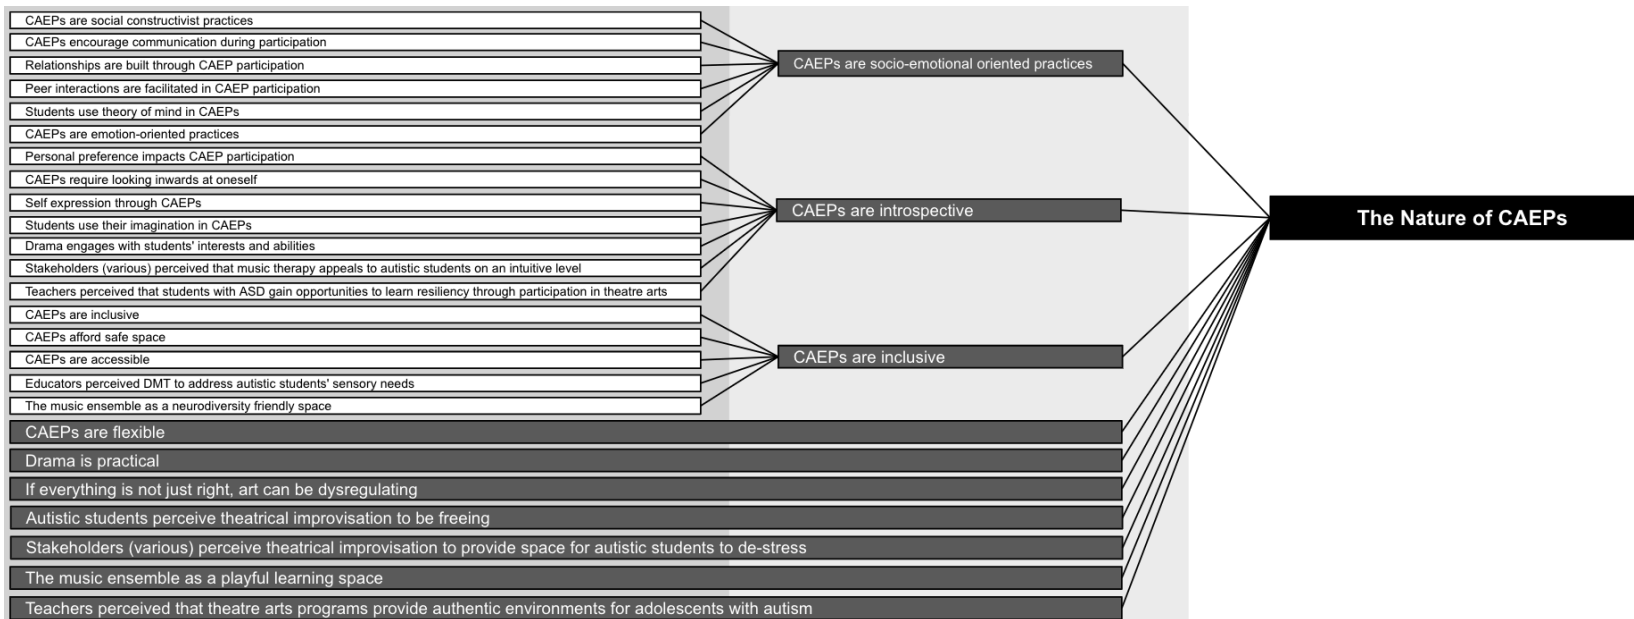 CAEPs are social constructivist practices
CAEPs encourage communication during participation
Relationships are built through CAEP participation
Peer interactions are facilitated in CAEP participation
Students use theory of mind in CAEPs
CAEPs are emotion-oriented practices
CAEPs are socio-emotional oriented practices
Personal preference impacts CAEP participation
CAEPs require looking inwards at oneself
Self expression through CAEPs
Students use their imagination in CAEPs
Drama engages with students' interests and abilities
Stakeholders (various) perceived that music therapy appeals to autistic students on an intuitive level
Teachers perceived that students with ASD gain opportunities to learn resiliency through participation in theatre arts
CAEPs are introspective
CAEPs are inclusive
CAEPs afford safe space
CAEPs are accessible
Educators perceived DMT to address autistic students' sensory needs
The music ensemble as a neurodiversity friendly space
CAEPs are inclusive
CAEPs are flexible
Drama is practical
If everything is not just right, art can be dysregulating
Autistic students perceive theatrical improvisation to be freeing
Stakeholders (various) perceive theatrical improvisation to provide space for autistic students to de-stress
The music ensemble as a playful learning space
Teachers perceived that theatre arts programs provide authentic environments for adolescents with autism
The Nature of CAEPs